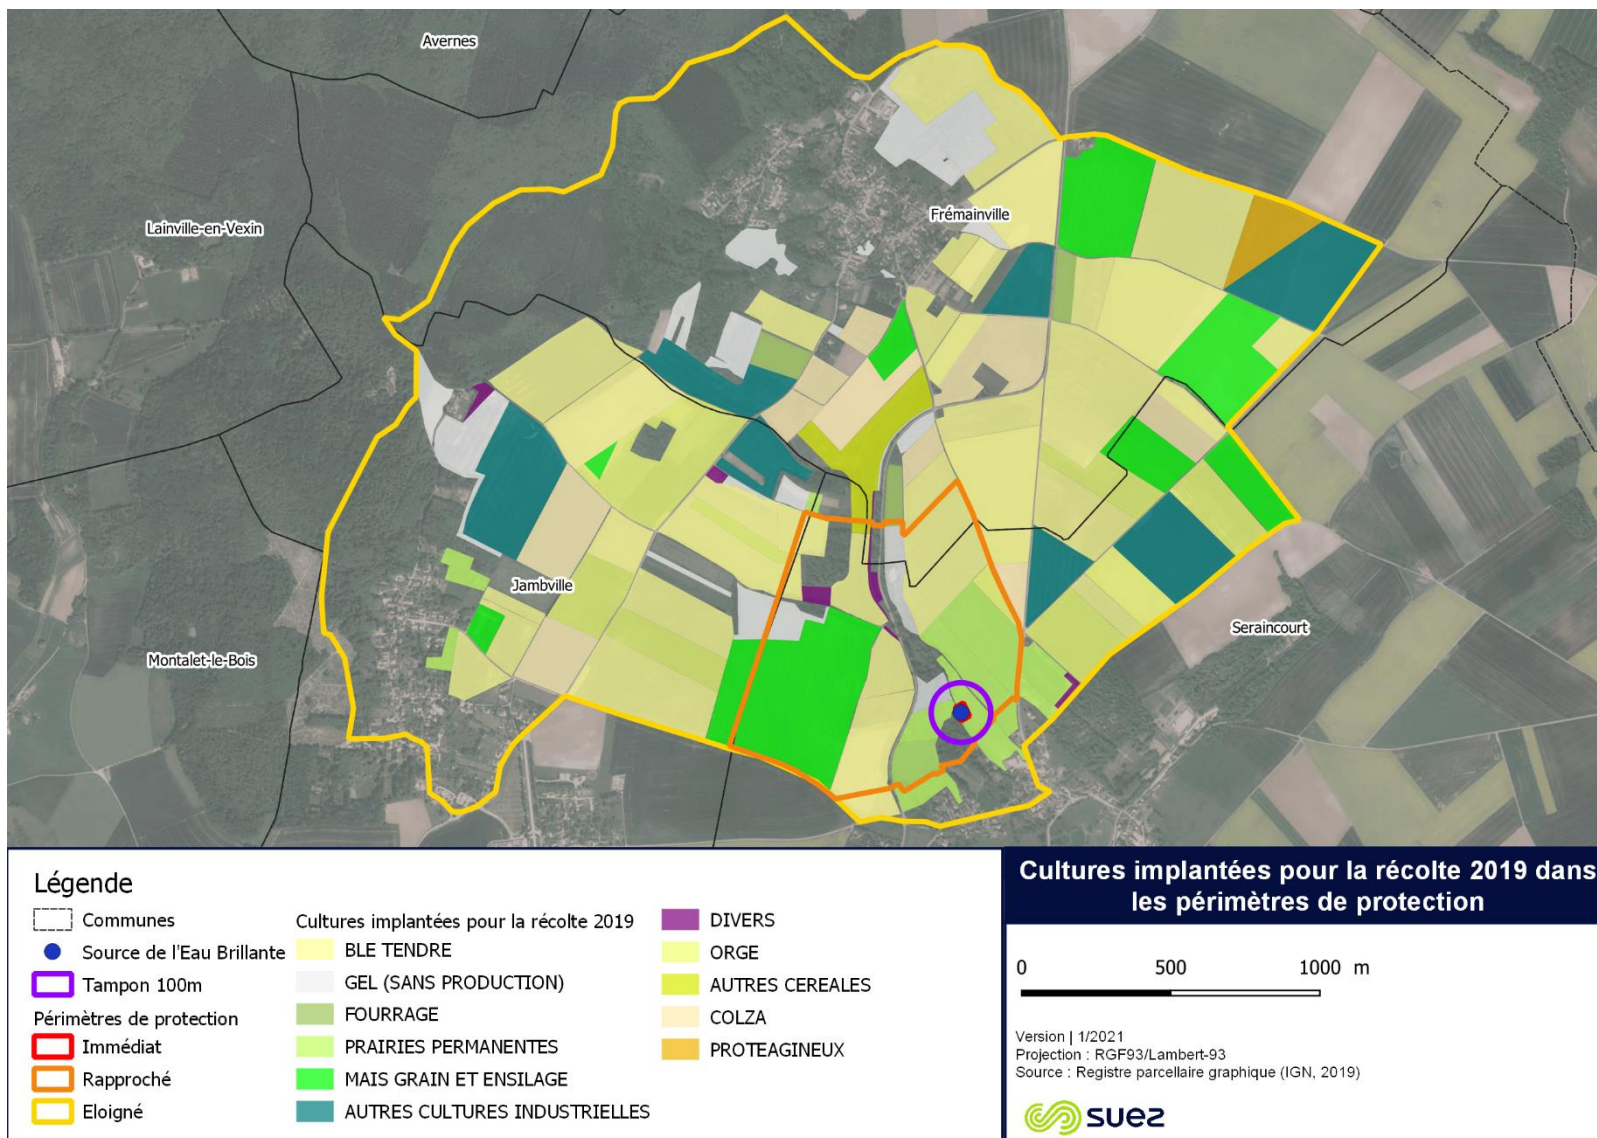 Avernes
Lainville-en-Vexin
Frémainville
Jambville
Montalet-le-Bois
Seraincourt
Légende
Communes
Source de l'Eau Brillante
Tampon 100m
Périmètres de protection
Immédiat
Rapproché
Eloigné
Cultures implantées pour la récolte 2019
BLE TENDRE
GEL (SANS PRODUCTION)
FOURRAGE
PRAIRIES PERMANENTES
MAIS GRAIN ET ENSILAGE
AUTRES CULTURES INDUSTRIELLES
DIVERS
ORGE
AUTRES CEREALES
COLZA
PROTEAGINEUX
Cultures implantées pour la récolte 2019 dans
les périmètres de protection
0 500 1000 m
Version | 1/2021
Projection : RGF93/Lambert-93
Source : Registre parcellaire graphique (IGN, 2019)
suez